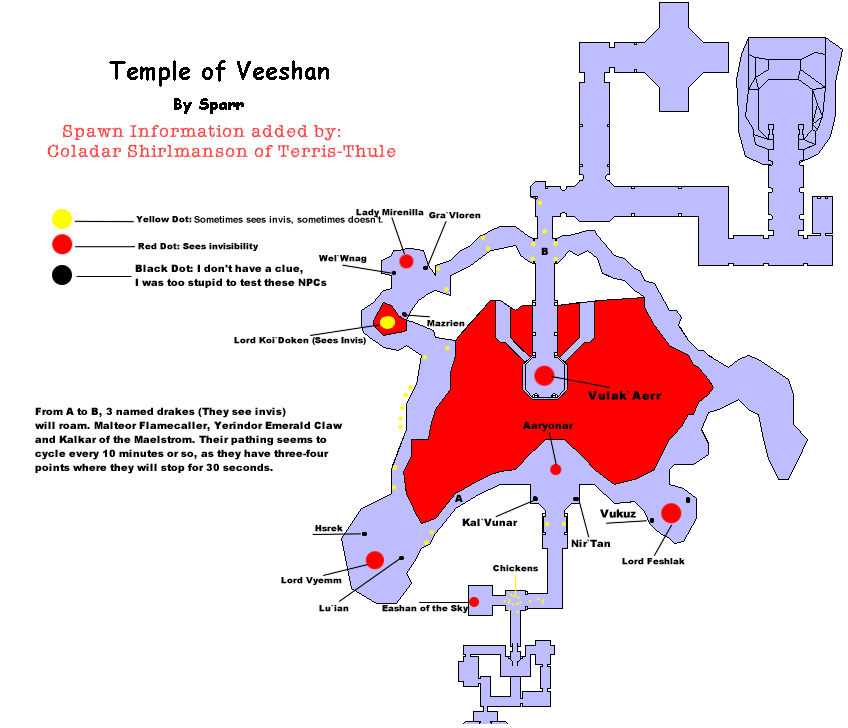 Temple of Veeshan
By Sparr
Spawn Information added by:
Coladar Shirlmanson of Terris-Thule
Yellow Dot: Sometimes sees invis, sometimes doesn't.
Red Dot: Sees invisibility
Black Dot: I don't have a clue,
I was too stupid to test these NPCs
Lady Mirenilla
Gra`Vloren
Wel`Wnag
Mazrien
Lord Koi`Doken (Sees Invis)
B
Vulak`Aerr
From A to B, 3 named drakes (They see invis)
will roam. Malteor Flamecaller, Yerindor Emerald Claw
and Kalkar of the Maelstrom. Their pathing seems to
cycle every 10 minutes or so, as they have three-four
points where they will stop for 30 seconds.
Aaryonar
A
Kal`Vunar
Nir`Tan
Vukuz
Lord Feshlak
Hsrek
Lord Vyemm
Lu`ian
Chickens
Eashan of the Sky